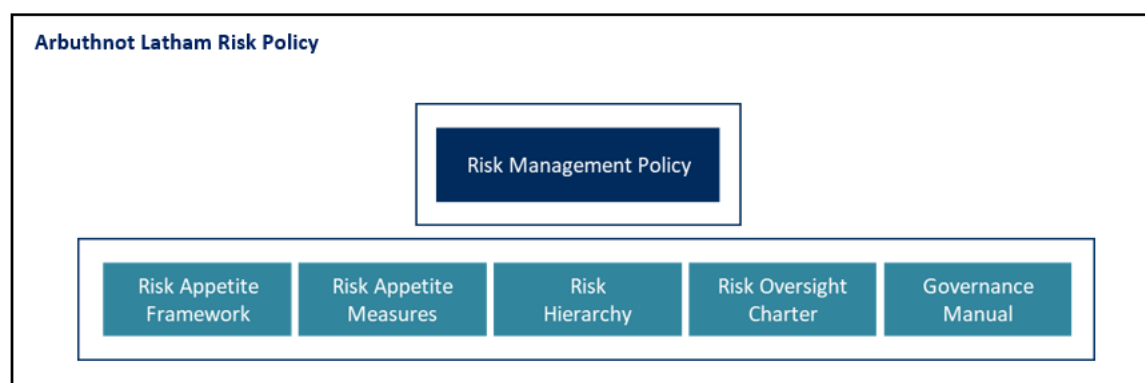 Arbuthnot Latham Risk Policy
Risk Management Policy
Risk Appetite
Framework
Risk Appetite
Measures
Risk
Hierarchy
Risk Oversight
Charter
Governance
Manual